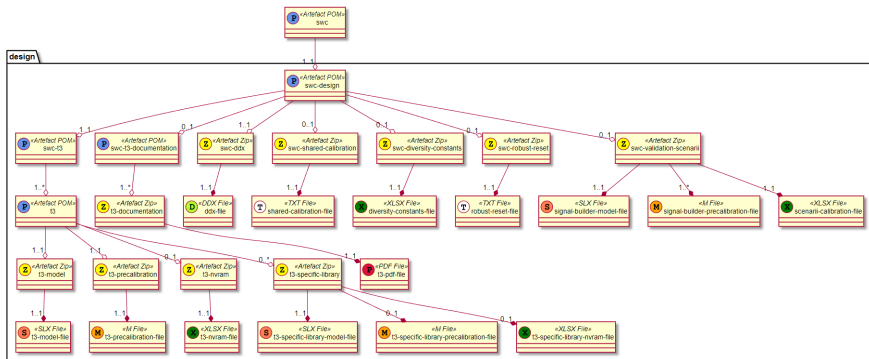 «Artefact POM»
P
swc
design
1..1
«Artefact POM»
P
swc-design
1..1
0..1
1..1
0..1
0..1
0..1
0..1
«Artefact POM»
P
swc-t3
«Artefact POM»
P
swc-t3-documentation
«Artefact Zip»
Z
swc-ddx
«Artefact Zip»
Z
swc-shared-calibration
«Artefact Zip»
Z
swc-diversity-constants
«Artefact Zip»
Z
swc-robust-reset
«Artefact Zip»
Z
swc-validation-scenarii
1..*
1..*
1..1
1..1
1..1
1..1
1..1
1..*
1..1
«Artefact POM»
P
t3
«Artefact Zip»
Z
t3-documentation
«DDX File»
D
ddx-file
«TXT File»
T
shared-calibration-file
«XLSX File»
X
diversity-constants-file
«TXT File»
T
robust-reset-file
«SLX File»
S
signal-builder-model-file
«M File»
M
signal-builder-precalibration-file
«XLSX File»
X
scenarii-calibration-file
1..1
1..1
0..1
0..*
1..1
«Artefact Zip»
Z
t3-model
«Artefact Zip»
Z
t3-precalibration
«Artefact Zip»
Z
t3-nvram
«Artefact Zip»
Z
t3-specific-library
«PDF File»
P
t3-pdf-file
1..1
1..1
1..1
1..1
0..1
0..1
«SLX File»
S
t3-model-file
«M File»
M
t3-precalibration-file
«XLSX File»
X
t3-nvram-file
«SLX File»
S
t3-specific-library-model-file
«M File»
M
t3-specific-library-precalibration-file
«XLSX File»
X
t3-specific-library-nvram-file